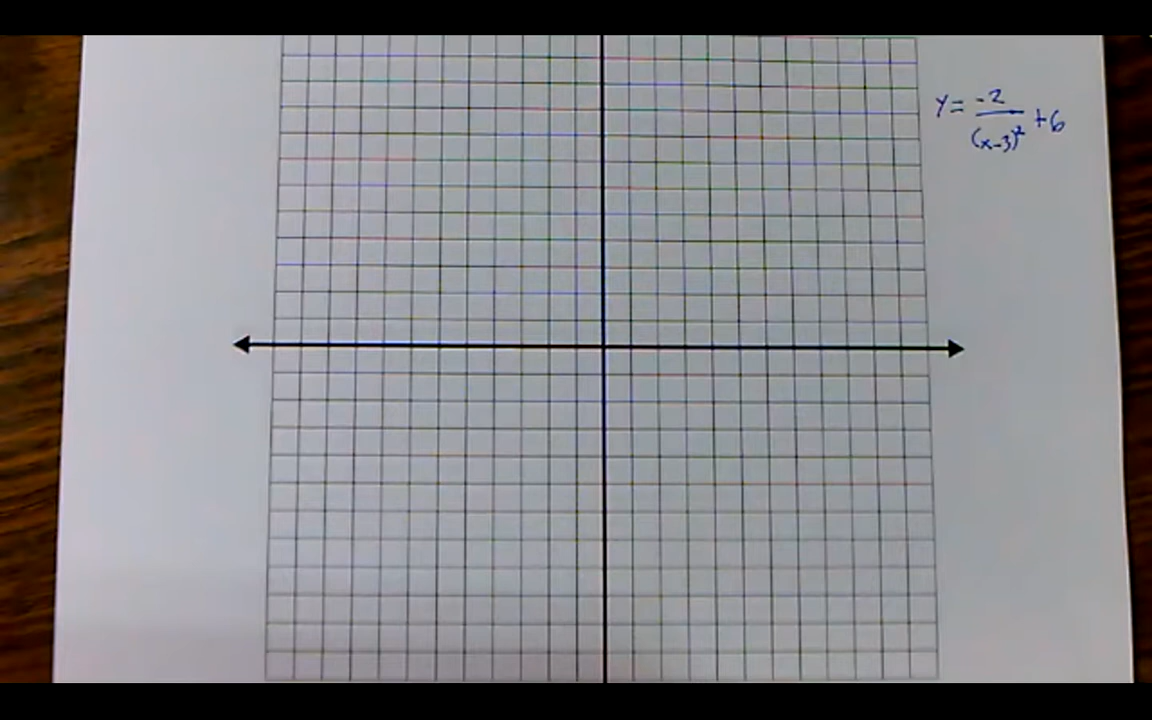 y = -2/(x-3)² + 6